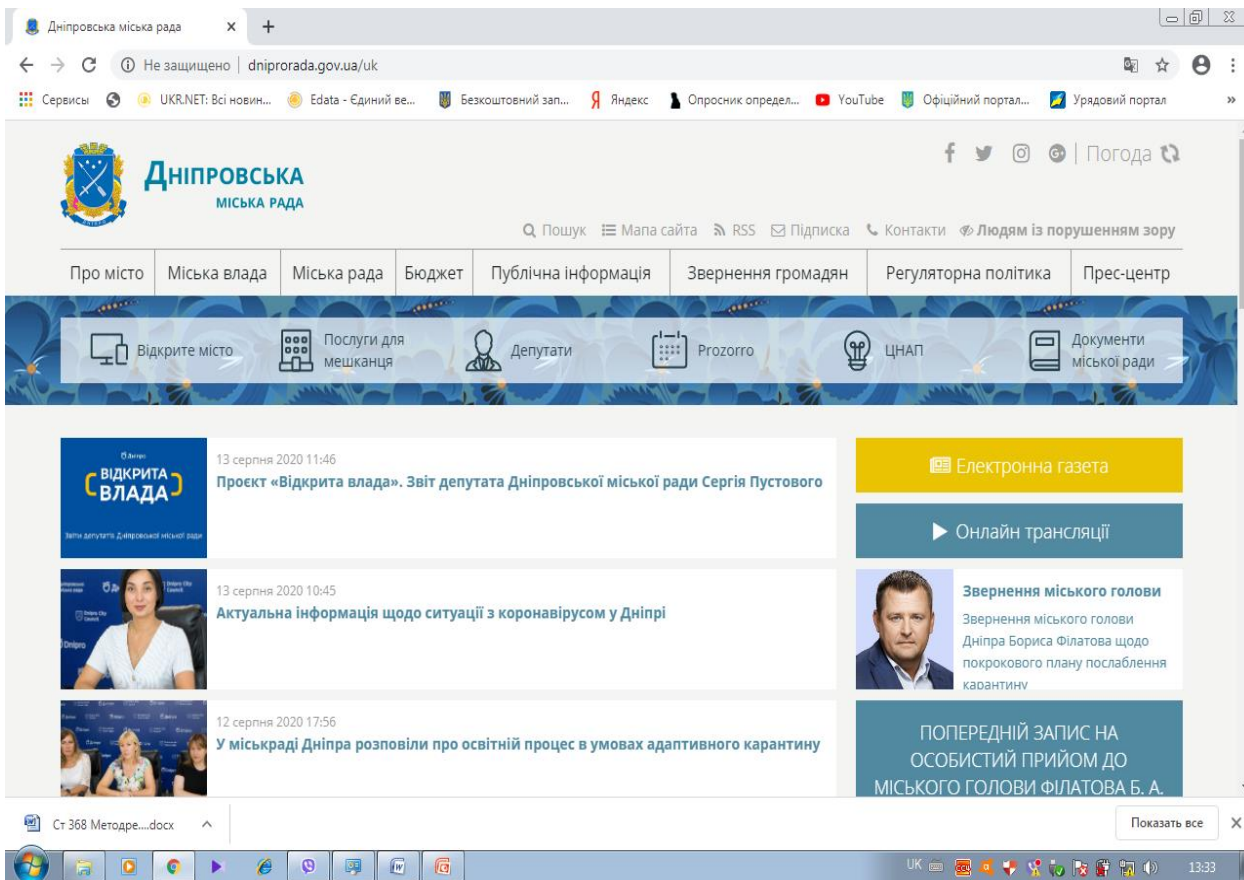 Дніпровська міська рада
Не защищено | dniprorada.gov.ua/uk
Сервисы UKR.NET: Всі новин... Edata - Єдиний ве... Безкоштовний зап... Яндекс Опросник определ... YouTube Офіційний портал... Урядовий портал »
Погода
ДНІПРОВСЬКА
МІСЬКА РАДА
Пошук Мапа сайта RSS Підписка Контакти Людям із порушенням зору
Про місто Міська влада Міська рада Бюджет Публічна інформація Звернення громадян Регуляторна політика Прес-центр
Відкрите місто
Послуги для
мешканця
Депутати
Prozorro
ЦНАП
Документи
міської ради
Дніпро
ВІДКРИТА
ВЛАДА
Звіти депутатів Дніпровської міської ради
13 серпня 2020 11:46
Проєкт «Відкрита влада». Звіт депутата Дніпровської міської ради Сергія Пустового
13 серпня 2020 10:45
Актуальна інформація щодо ситуації з коронавірусом у Дніпрі
12 серпня 2020 17:56
У міськраді Дніпра розповіли про освітній процес в умовах адаптивного карантину
Електронна газета
Онлайн трансляції
Звернення міського голови
Звернення міського голови
Дніпра Бориса Філатова щодо
покрокового плану послаблення
карантину
ПОПЕРЕДНІЙ ЗАПИС НА
ОСОБИСТИЙ ПРИЙОМ ДО
МІСЬКОГО ГОЛОВИ ФІЛАТОВА Б. А.
Ст 368 Методре....docx
Показать все
UK 13:33